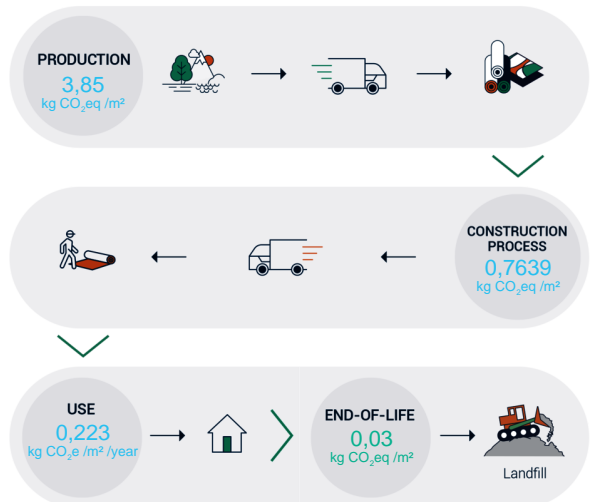 PRODUCTION
3,85
kg CO₂eq /m²
CONSTRUCTION
PROCESS
0,7639
kg CO₂eq /m²
USE
0,223
kg CO₂e /m² /year
END-OF-LIFE
0,03
kg CO₂eq /m²
Landfill